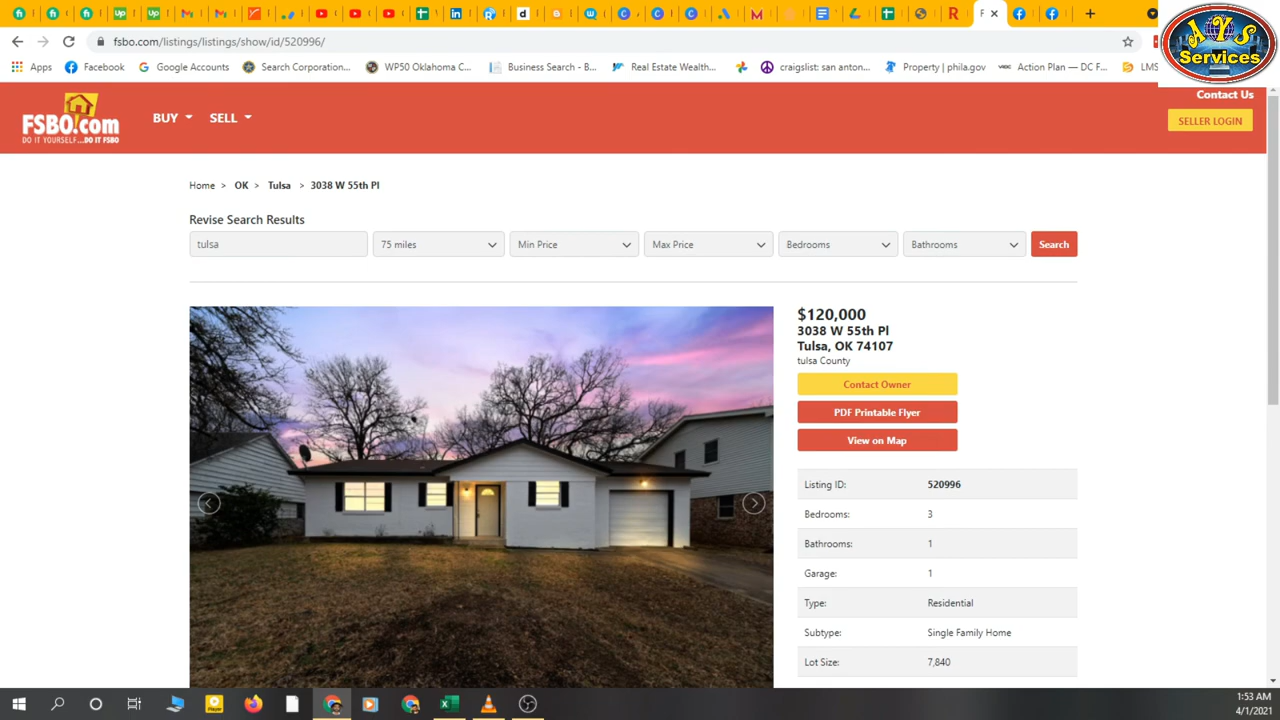 fsbo.com/listings/listings/show/id/520996/
Apps Facebook Google Accounts Search Corporation... WP50 Oklahoma C... Business Search - B... Real Estate Wealth... craigslist: san anton... Property | phila.gov Action Plan — DC F... LMS
AYS
Services
Contact Us
FSBO.com
DO IT YOURSELF...DO IT FSBO
BUY SELL
SELLER LOGIN
Home > OK > Tulsa > 3038 W 55th Pl
Revise Search Results
tulsa 75 miles Min Price Max Price Bedrooms Bathrooms Search
$120,000
3038 W 55th Pl
Tulsa, OK 74107
tulsa County
Contact Owner
PDF Printable Flyer
View on Map
Listing ID: 520996
Bedrooms: 3
Bathrooms: 1
Garage: 1
Type: Residential
Subtype: Single Family Home
Lot Size: 7,840
1:53 AM
4/1/2021